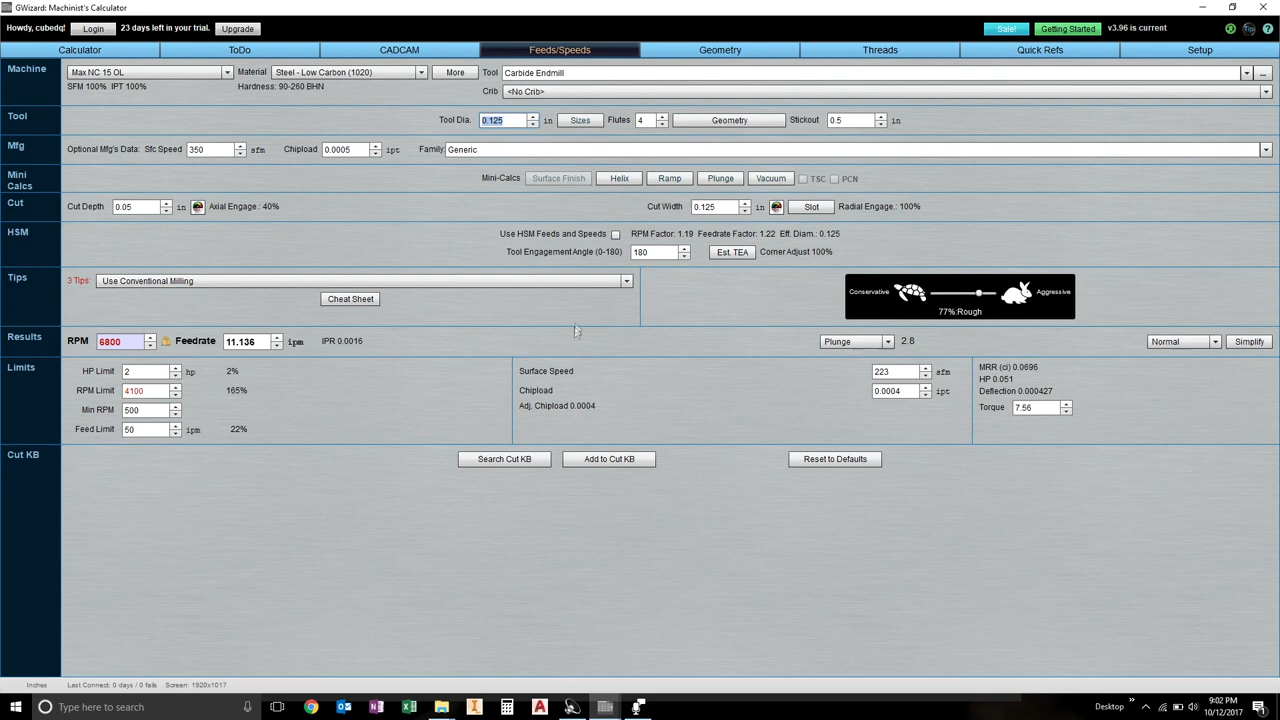 GWizard: Machinist's Calculator
Howdy, cubedq! Login 23 days left in your trial. Upgrade Sale! Getting Started Tip v3.96 is current ?
Calculator ToDo CADCAM Feeds/Speeds Geometry Threads Quick Refs Setup
Machine Max NC 15 OL Material Steel - Low Carbon (1020) More Tool Carbide Endmill ...
SFM 100% IPT 100% Hardness: 90-260 BHN Crib <No Crib>
Tool Tool Dia. 0.125 in Sizes Flutes 4 Geometry Stickout 0.5 in
Mfg Optional Mfg's Data: Sfc Speed 350 sfm Chipload 0.0005 ipt Family: Generic
Mini Calcs Mini-Calcs Surface Finish Helix Ramp Plunge Vacuum TSC PCN
Cut Cut Depth 0.05 in Axial Engage.: 40% Cut Width 0.125 in Slot Radial Engage.: 100%
HSM Use HSM Feeds and Speeds RPM Factor: 1.19 Feedrate Factor: 1.22 Eff. Diam.: 0.125
Tool Engagement Angle (0-180) 180 Est. TEA Corner Adjust 100%
Tips 3 Tips: Use Conventional Milling
Cheat Sheet
Conservative Aggressive
77%:Rough
Results RPM 6800 Feedrate 11.136 ipm IPR 0.0016 Plunge 2.8 Normal Simplify
Limits HP Limit 2 hp 2% Surface Speed 223 sfm MRR (ci) 0.0696
HP 0.051
RPM Limit 4100 165% Chipload 0.0004 ipt Deflection 0.000427
Min RPM 500 Adj. Chipload 0.0004 Torque 7.56
Feed Limit 50 ipm 22%
Cut KB Search Cut KB Add to Cut KB Reset to Defaults
Inches Last Connect: 0 days / 0 fails Screen: 1920x1017
Type here to search Desktop 9:02 PM
10/12/2017